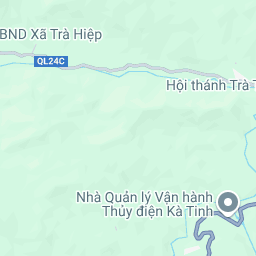 BND Xã Trà Hiệp
QL24C
Hội thánh Trà T
Nhà Quản lý Vận hành
Thủy điện Kà Tinh